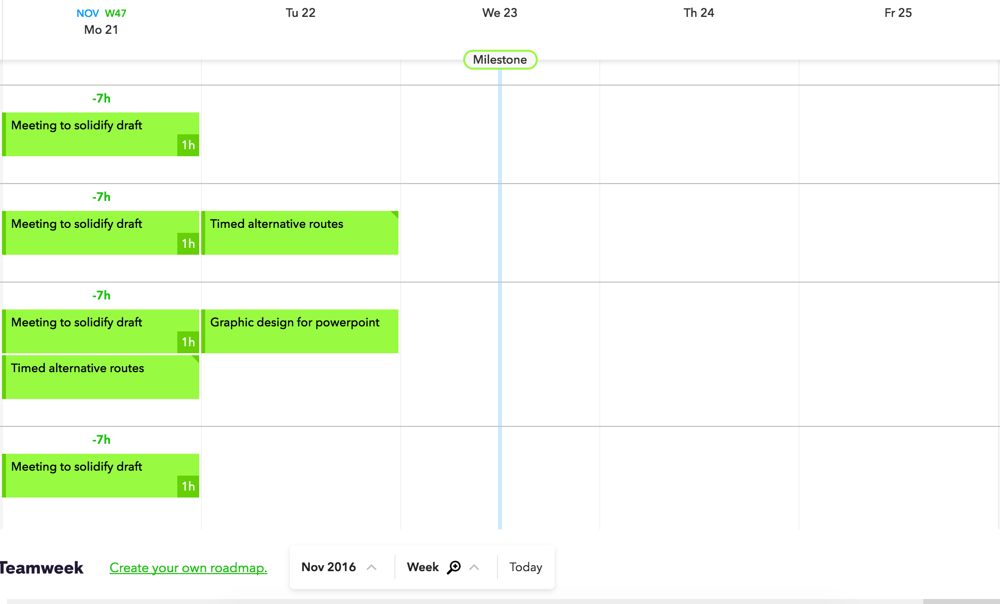 NOV W47
Mo 21
Tu 22
We 23
Th 24
Fr 25
Milestone
-7h
Meeting to solidify draft
1h
-7h
Meeting to solidify draft
1h
Timed alternative routes
-7h
Meeting to solidify draft
1h
Graphic design for powerpoint
Timed alternative routes
-7h
Meeting to solidify draft
1h
Teamweek
Create your own roadmap.
Nov 2016
Week
Today